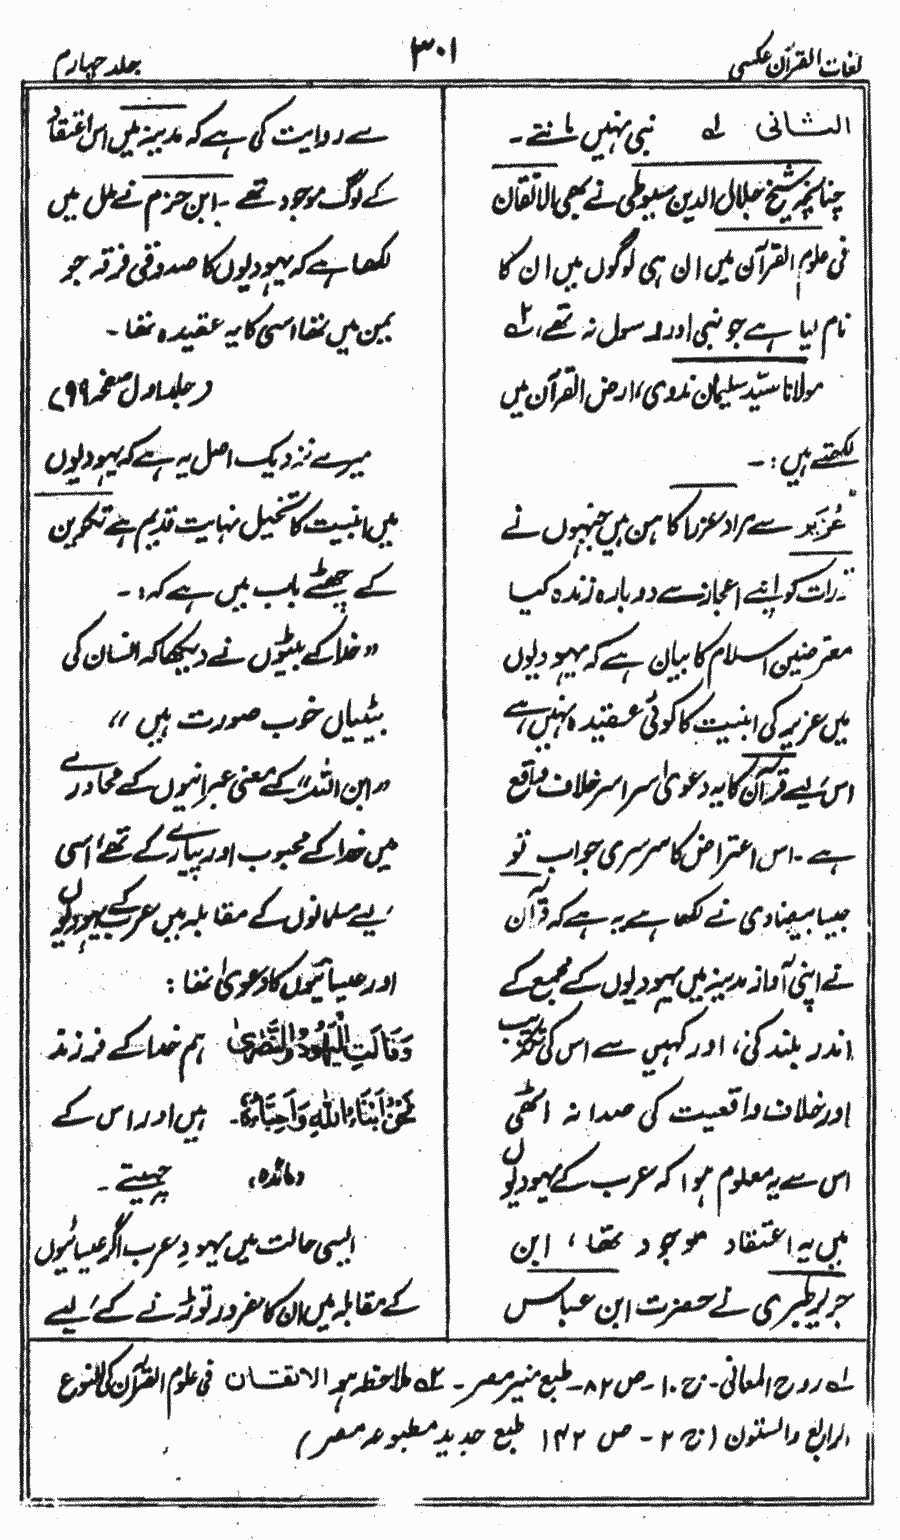 لغات القرآن عکسی
۳۰۱
جلد چہارم
الثانی لہ نبی نہیں مانتے۔
چنانچہ شیخ جلال الدین سیوطی نے بھی الاتقان
فی علوم القرآن میں ان ہی لوگوں میں ان کا
نام لیا ہے جو نبی اور رسول نہ تھے، ۲ہ
مولانا سید سلیمان ندوی، ارض القرآن میں
لکھتے ہیں:۔
عُزَیر سے مراد عزرا کاہن ہیں جنہوں نے
رات کو اپنے اعجاز سے دوبارہ زندہ کیا
معترضین اسلام کا بیان ہے کہ یہودیوں
میں عزیر کی ابنیت کا کوئی عقیدہ نہیں ہے،
اس لیے قرآن کا یہ دعویٰ سراسر خلاف واقع
ہے۔ اس اعتراض کا سرسری جواب تو
جیسا بیضاوی نے لکھا ہے یہ ہے کہ قرآن
نے اپنی آواز مدینہ میں یہودیوں کے مجمع کے
اندر بلند کی، اور کہیں سے اس کی تکذیب
اور خلاف واقعیت کی صدا نہ اٹھی
اس سے یہ معلوم ہوا کہ عرب کے یہودیوں
میں یہ اعتقاد موجود تھا، ابن
جریر طبری نے حضرت ابن عباس
سے روایت کی ہے کہ مدینہ میں اس اعتقاد
کے لوگ موجود تھے۔ ابن حزم نے ملل میں
لکھا ہے کہ یہودیوں کا صدوقی فرقہ جو
یمن میں تھا اسی کا یہ عقیدہ تھا۔
(جلد اول صفحہ ۹۹)
میرے نزدیک اصل یہ ہے کہ یہودیوں
میں ابنیت کا تخیل نہایت قدیم ہے تکوین
کے چھٹے باب میں ہے کہ:۔
”خدا کے بیٹوں نے دیکھا کہ انسان کی
بیٹیاں خوب صورت ہیں“
”ابن اللہ“ کے معنی عبرانیوں کے محاورے
میں خدا کے محبوب اور پیارے کے تھے، اسی
لیے مسلمانوں کے مقابلہ میں عرب کے یہودیوں
اور عیسائیوں کا دعویٰ تھا:
وَقَالَتِ الْیَهُودُ وَالنَّصٰرٰی ہم خدا کے فرزند
نَحْنُ اَبْنَاءُ اللهِ وَاَحِبَّاءُهٗ۔ ہیں اور اس کے
(مائدہ) چہیتے۔
ایسی حالت میں یہودِ عرب اگر عیسائیوں
کے مقابلہ میں ان کا غرور توڑنے کے لیے
لہ روح المعانی۔ ج ۱۰۔ ص ۸۲۔ طبع منیر مصر۔ ۲ہ ملاحظہ ہو الاتقان فی علوم القرآن کی النوع
الرابع والستون (ج ۲۔ ص ۱۴۲ طبع جدید مطبوعہ مصر)